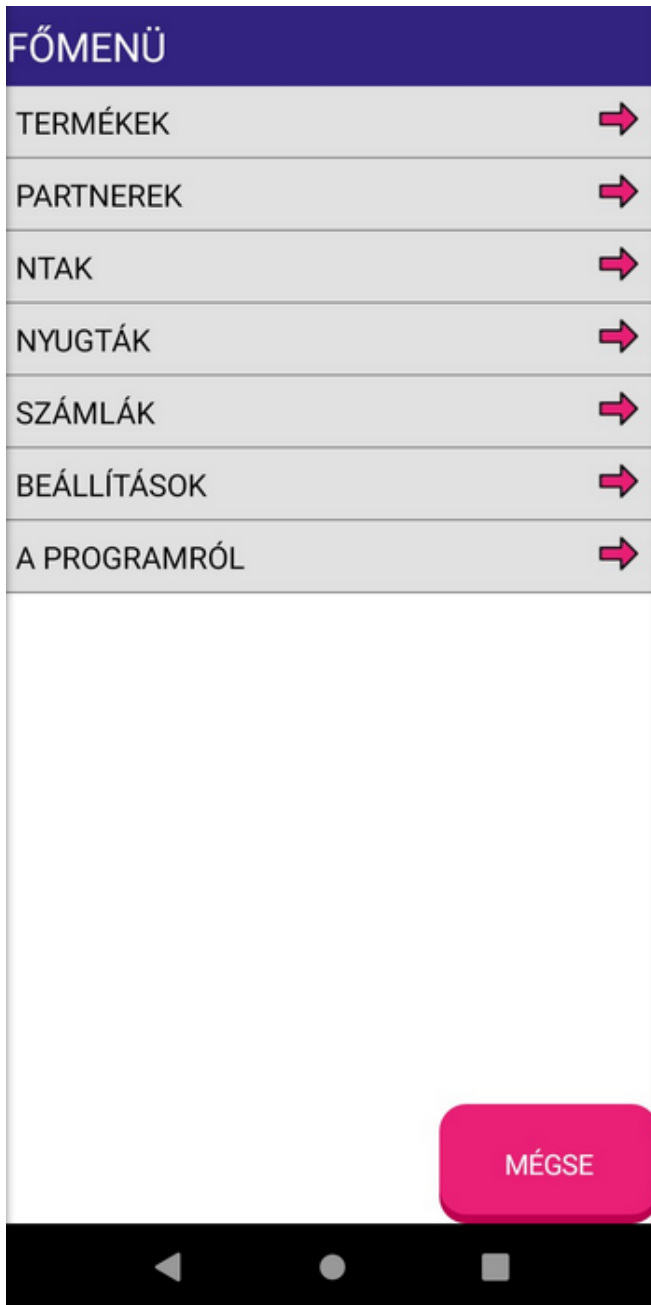 FŐMENÜ
TERMÉKEK
PARTNEREK
NTAK
NYUGTÁK
SZÁMLÁK
BEÁLLÍTÁSOK
A PROGRAMRÓL
MÉGSE